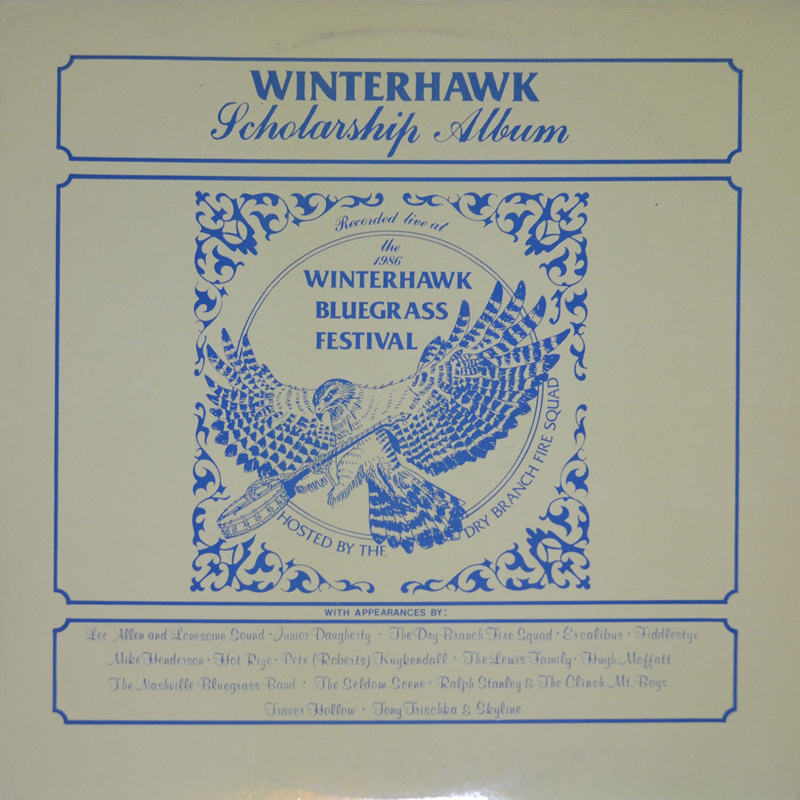 WINTERHAWK
Scholarship Album
Recorded live at
the
1986
WINTERHAWK
BLUEGRASS
FESTIVAL
HOSTED BY THE DRY BRANCH FIRE SQUAD
WITH APPEARANCES BY:
Lee Allen and Lonesome Sound · Junior Daugherty · The Dry Branch Fire Squad · Excalibur · Fiddlestyx
Mike Henderson · Hot Rize · Pete (Roberts) Kuykendall · The Lewis Family · Hugh Moffatt
The Nashville Bluegrass Band · The Seldom Scene · Ralph Stanley & The Clinch Mt. Boys
Traver Hollow · Tony Trischka & Skyline